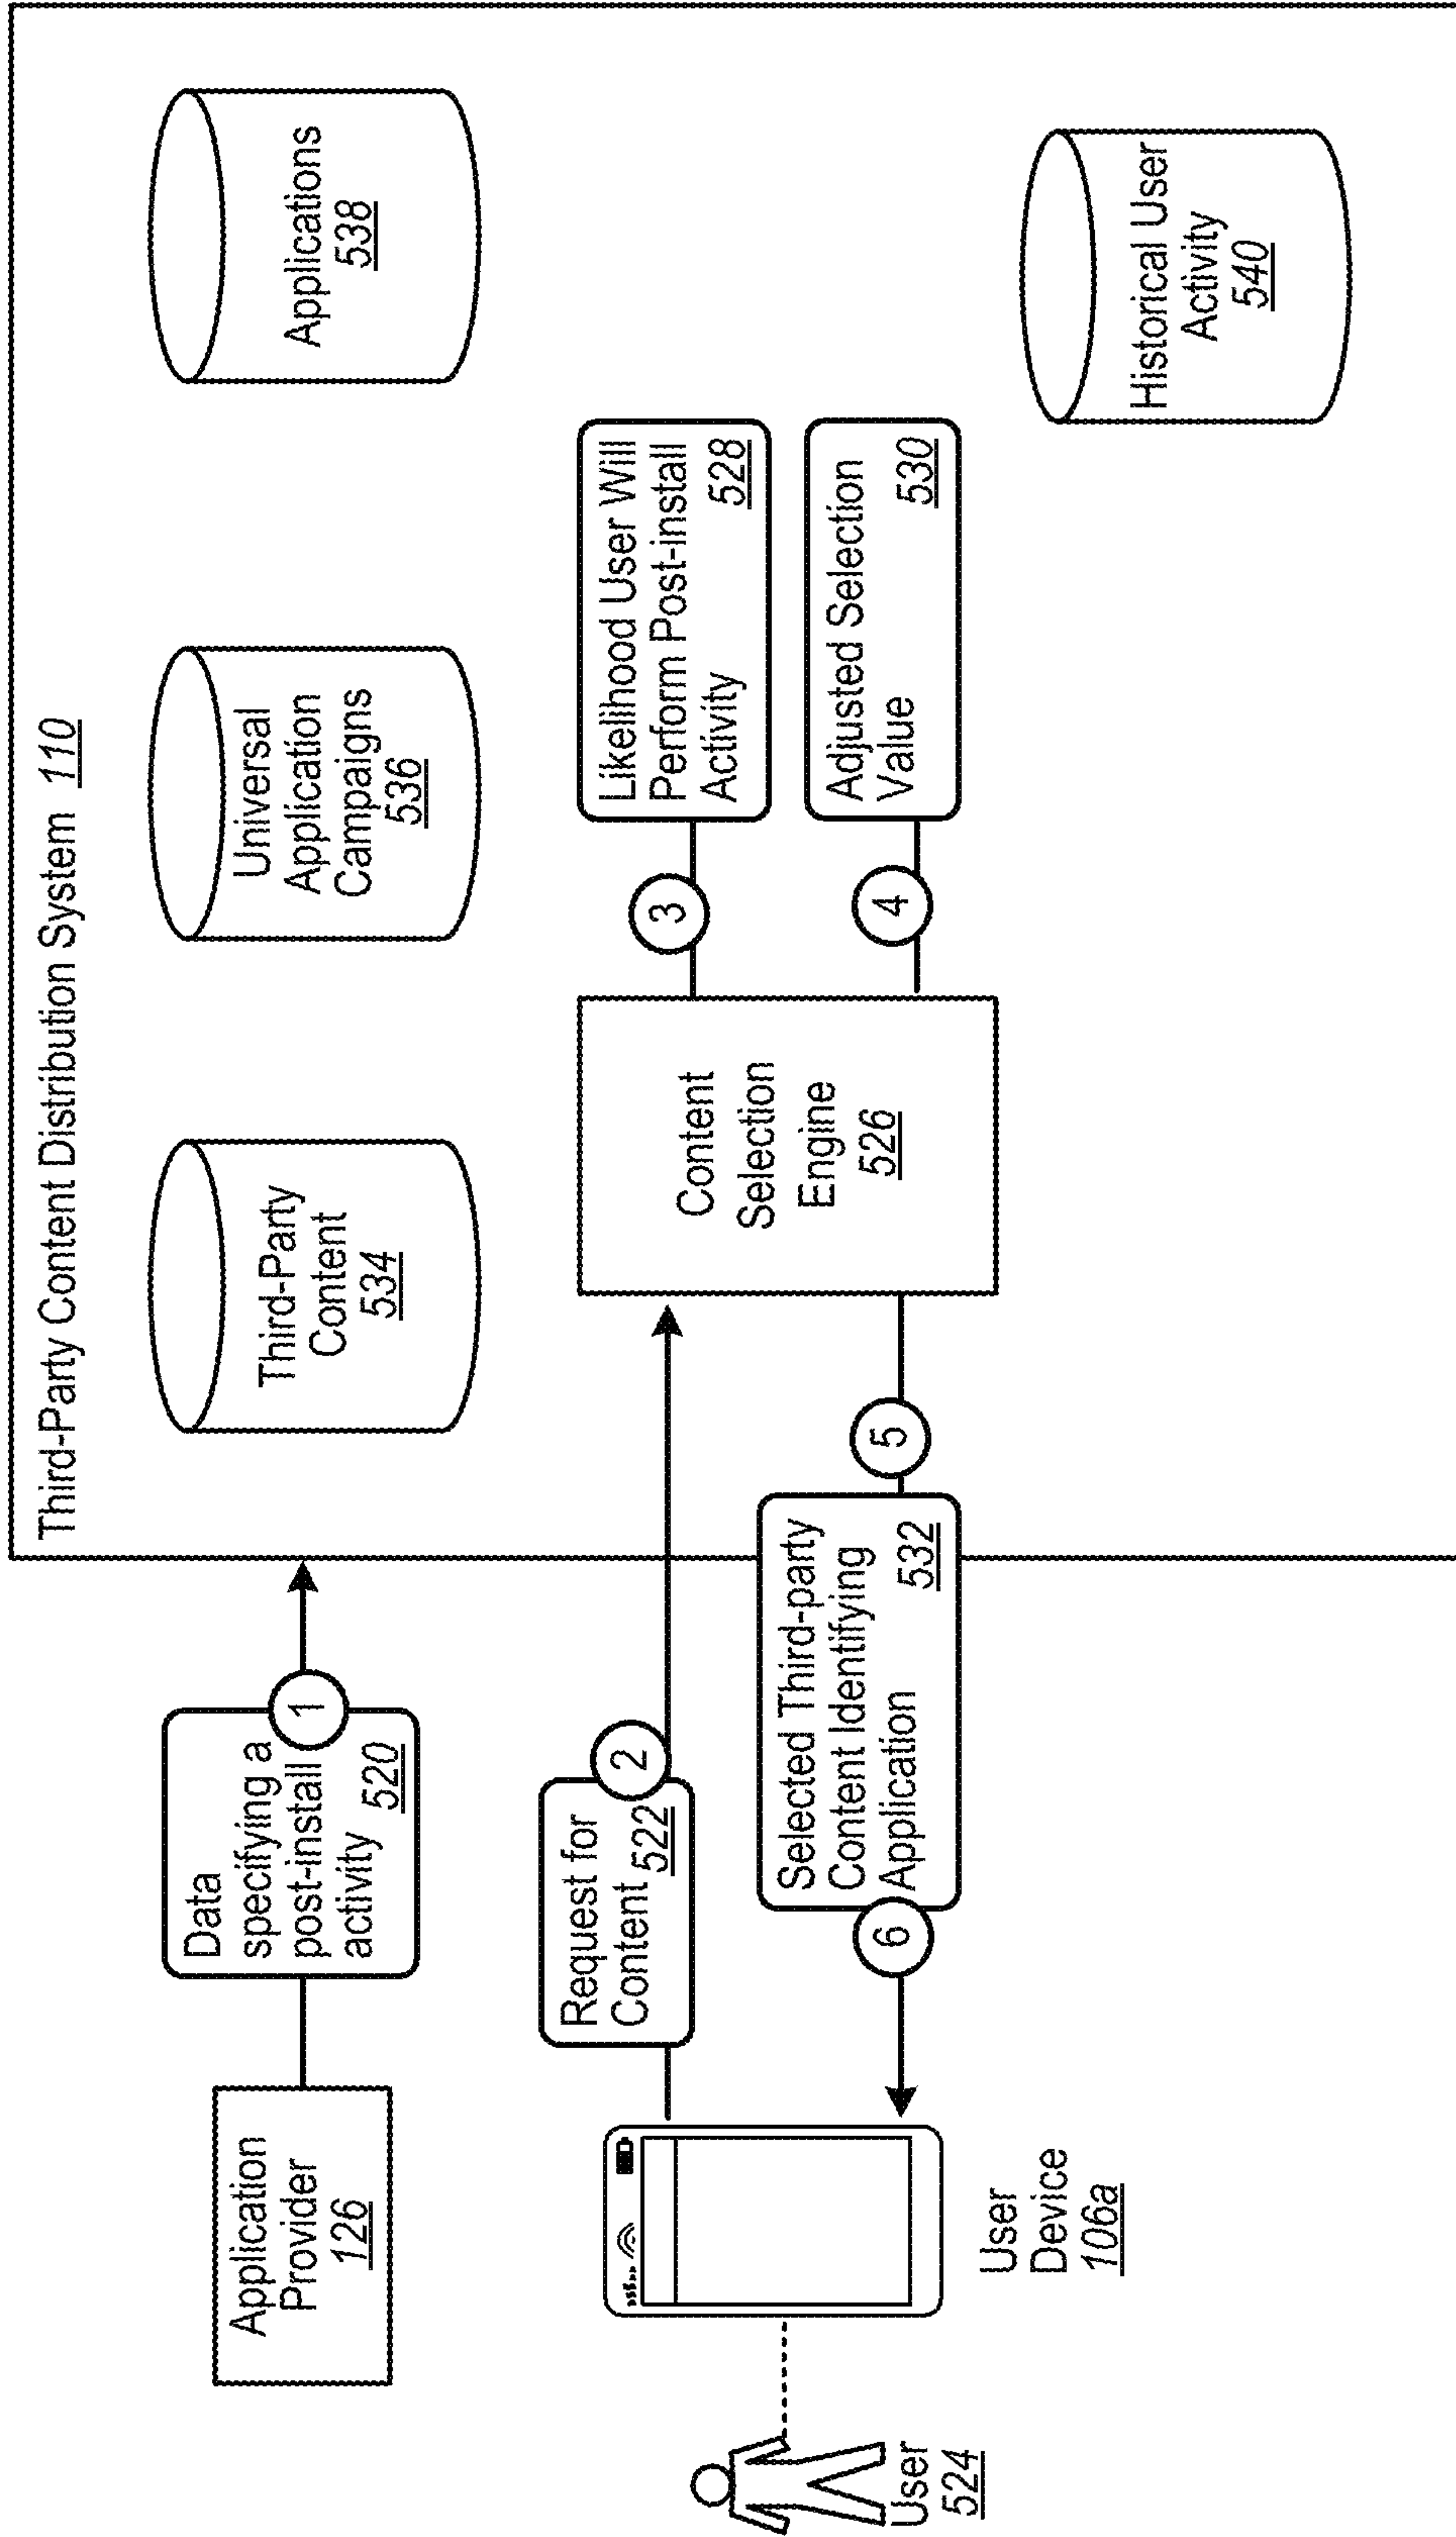 Third-Party Content Distribution System 110
Application
Provider
126
Data
specifying a
post-install
activity 520
1
Third-Party
Content
534
Universal
Application
Campaigns
536
Applications
538
Request for
Content 522
2
Content
Selection
Engine
526
3
Likelihood User Will
Perform Post-install
Activity 528
4
Adjusted Selection
Value 530
5
Selected Third-party
Content Identifying
Application 532
6
User
524
User
Device
106a
Historical User
Activity
540